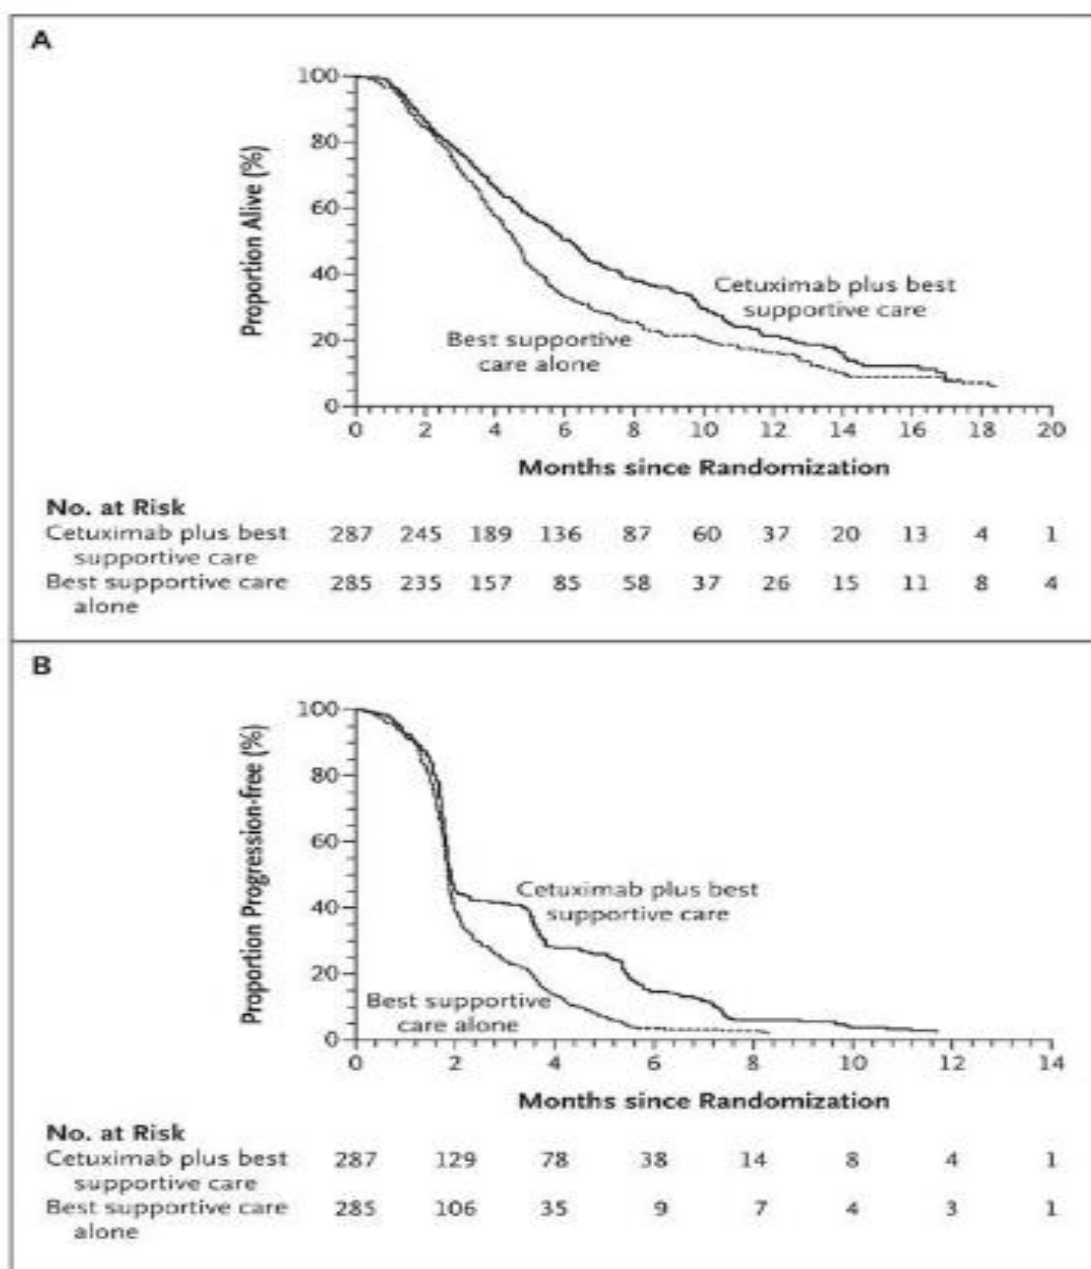 A
Proportion Alive (%)
100
80
60
40
20
0
Cetuximab plus best
supportive care
Best supportive
care alone
0 2 4 6 8 10 12 14 16 18 20
Months since Randomization
No. at Risk
Cetuximab plus best
supportive care
287 245 189 136 87 60 37 20 13 4 1
Best supportive care
alone
285 235 157 85 58 37 26 15 11 8 4
B
Proportion Progression-free (%)
100
80
60
40
20
0
Cetuximab plus best
supportive care
Best supportive
care alone
0 2 4 6 8 10 12 14
Months since Randomization
No. at Risk
Cetuximab plus best
supportive care
287 129 78 38 14 8 4 1
Best supportive care
alone
285 106 35 9 7 4 3 1